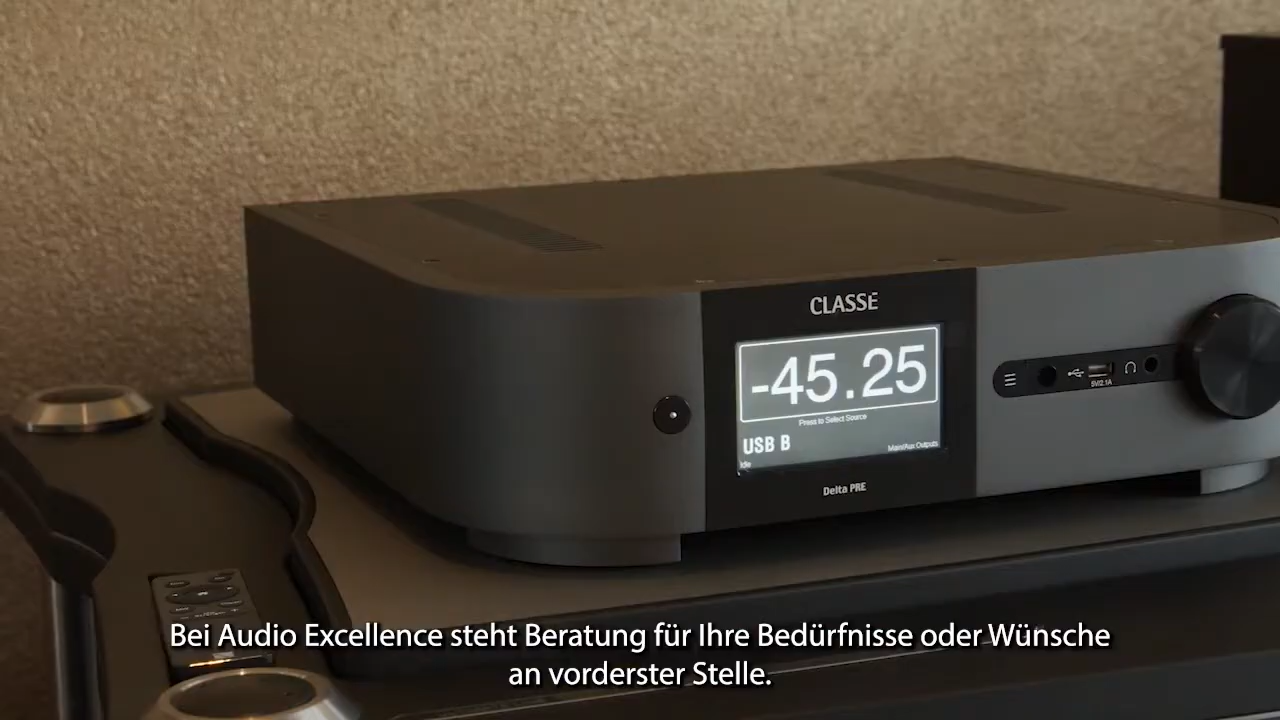 CLASSĒ
-45.25
Press to Select Source
USB B
Idle
Main/Aux Outputs
Delta PRE
5V/2.1A
Bei Audio Excellence steht Beratung für Ihre Bedürfnisse oder Wünsche
an vorderster Stelle.